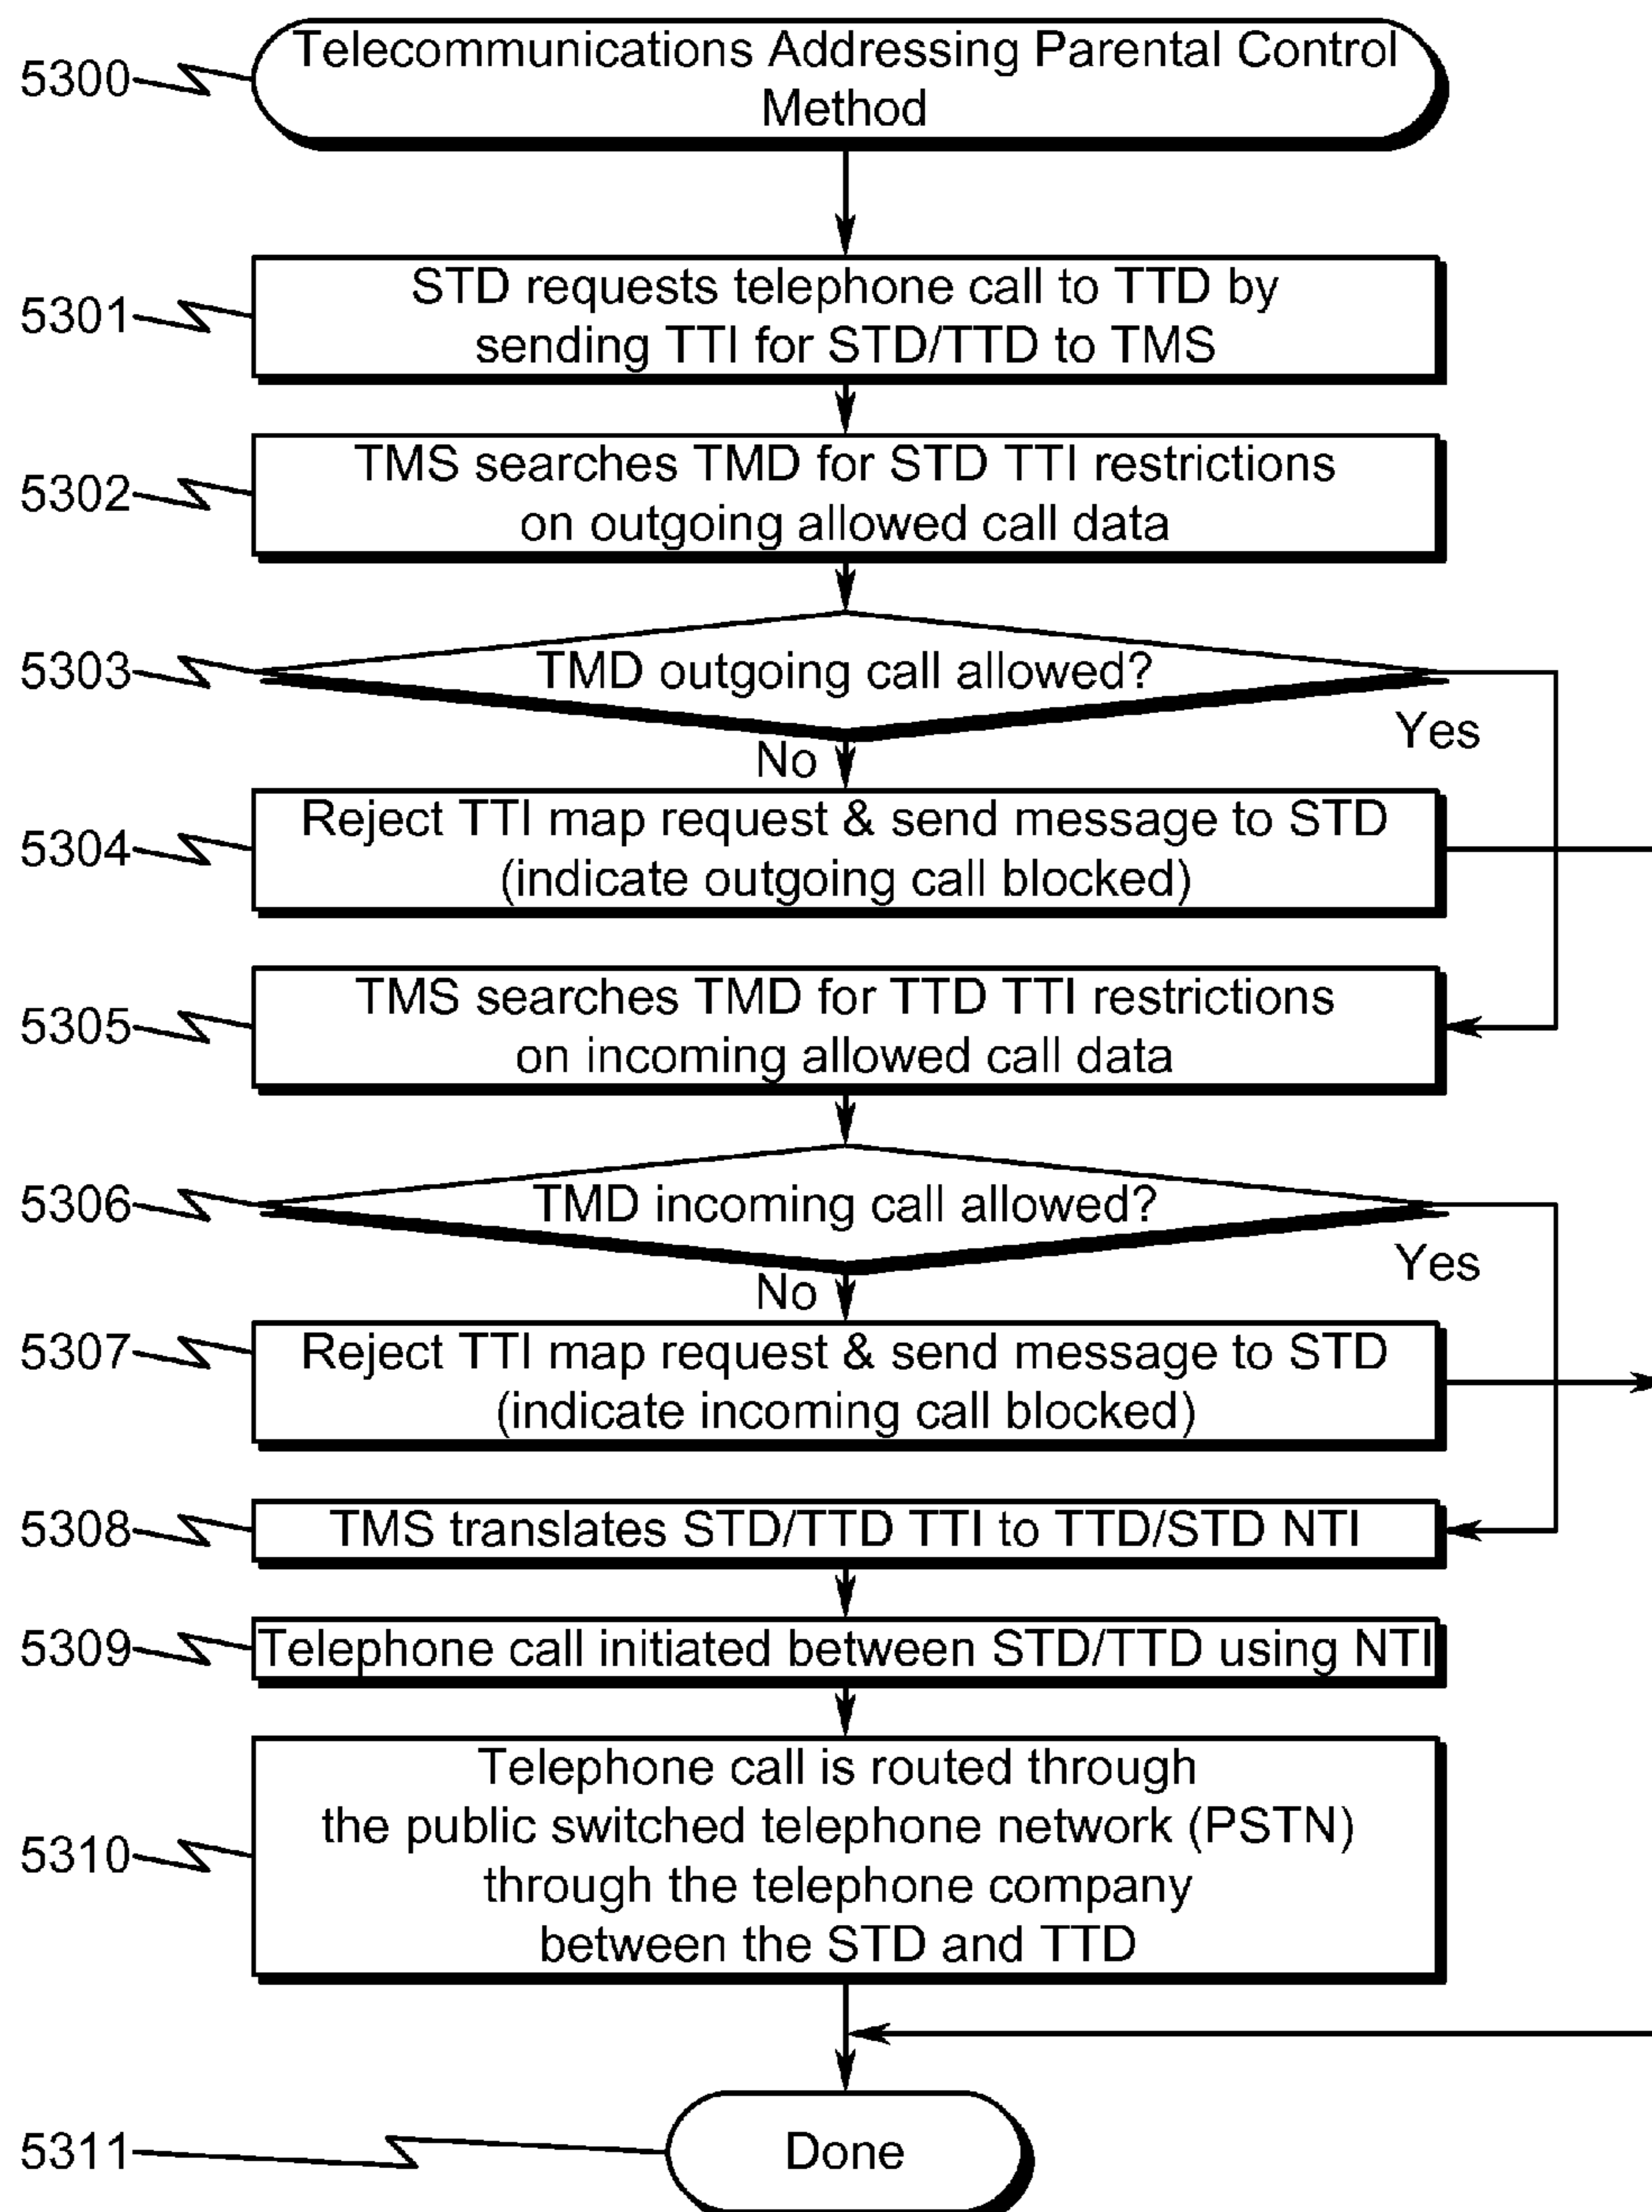 5300
Telecommunications Addressing Parental Control
Method
5301
STD requests telephone call to TTD by
sending TTI for STD/TTD to TMS
5302
TMS searches TMD for STD TTI restrictions
on outgoing allowed call data
5303
TMD outgoing call allowed?
Yes
No
5304
Reject TTI map request & send message to STD
(indicate outgoing call blocked)
5305
TMS searches TMD for TTD TTI restrictions
on incoming allowed call data
5306
TMD incoming call allowed?
Yes
No
5307
Reject TTI map request & send message to STD
(indicate incoming call blocked)
5308
TMS translates STD/TTD TTI to TTD/STD NTI
5309
Telephone call initiated between STD/TTD using NTI
5310
Telephone call is routed through
the public switched telephone network (PSTN)
through the telephone company
between the STD and TTD
5311
Done